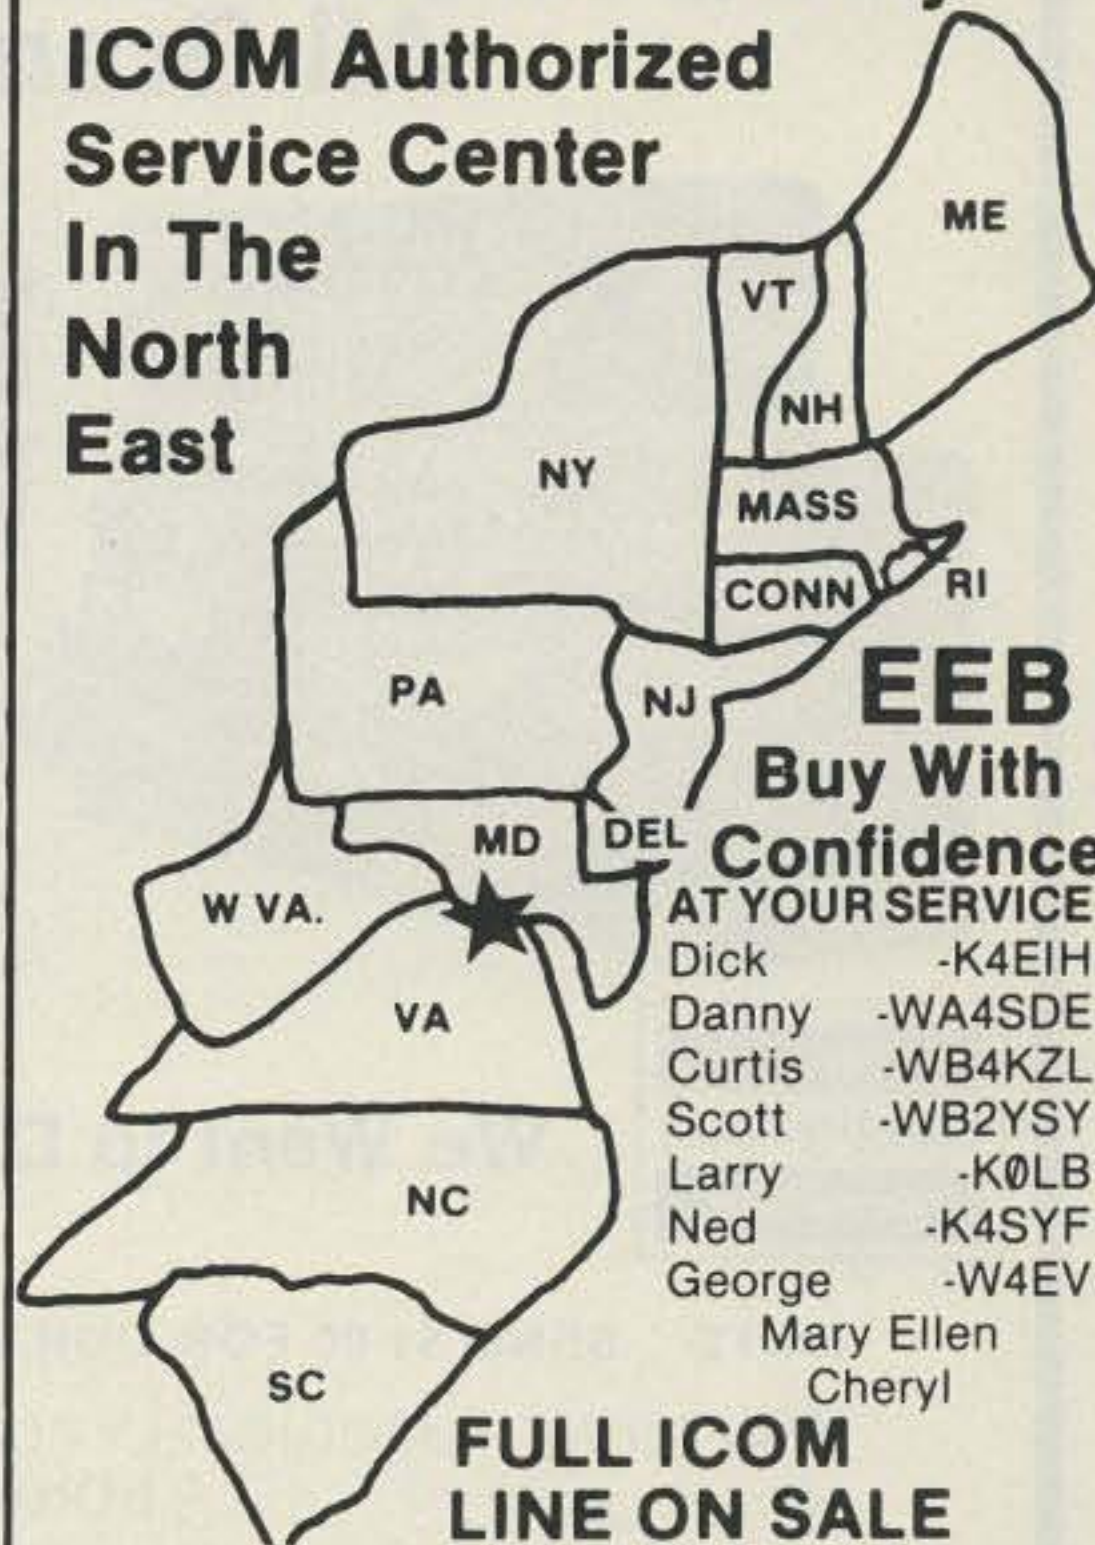 ICOM Authorized
Service Center
In The
North
East
ME
VT
NH
NY
MASS
CONN
RI
PA
NJ
EEB
Buy With
Confidence
MD
DEL
W VA.
VA
AT YOUR SERVICE
Dick -K4EIH
Danny -WA4SDE
Curtis -WB4KZL
Scott -WB2YSY
Larry -KØLB
Ned -K4SYF
George -W4EV
Mary Ellen
Cheryl
NC
SC
FULL ICOM
LINE ON SALE